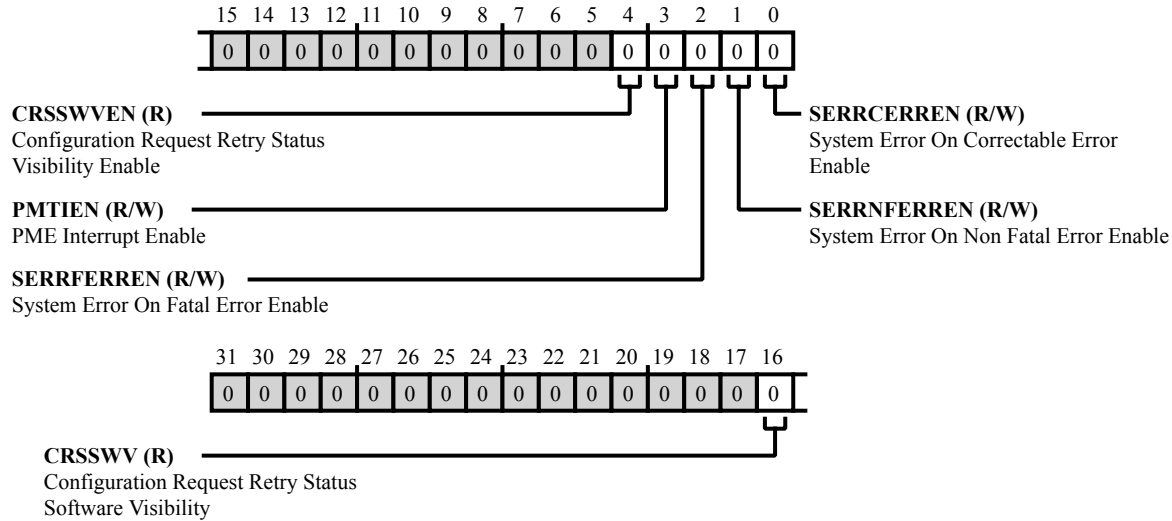 15 14 13 12 11 10 9 8 7 6 5 4 3 2 1 0
0 0 0 0 0 0 0 0 0 0 0 0 0 0 0 0
CRSSWVEN (R)
Configuration Request Retry Status
Visibility Enable
SERRCERREN (R/W)
System Error On Correctable Error
Enable
PMTIEN (R/W)
PME Interrupt Enable
SERRNFERREN (R/W)
System Error On Non Fatal Error Enable
SERRFERREN (R/W)
System Error On Fatal Error Enable
31 30 29 28 27 26 25 24 23 22 21 20 19 18 17 16
0 0 0 0 0 0 0 0 0 0 0 0 0 0 0 0
CRSSWV (R)
Configuration Request Retry Status
Software Visibility